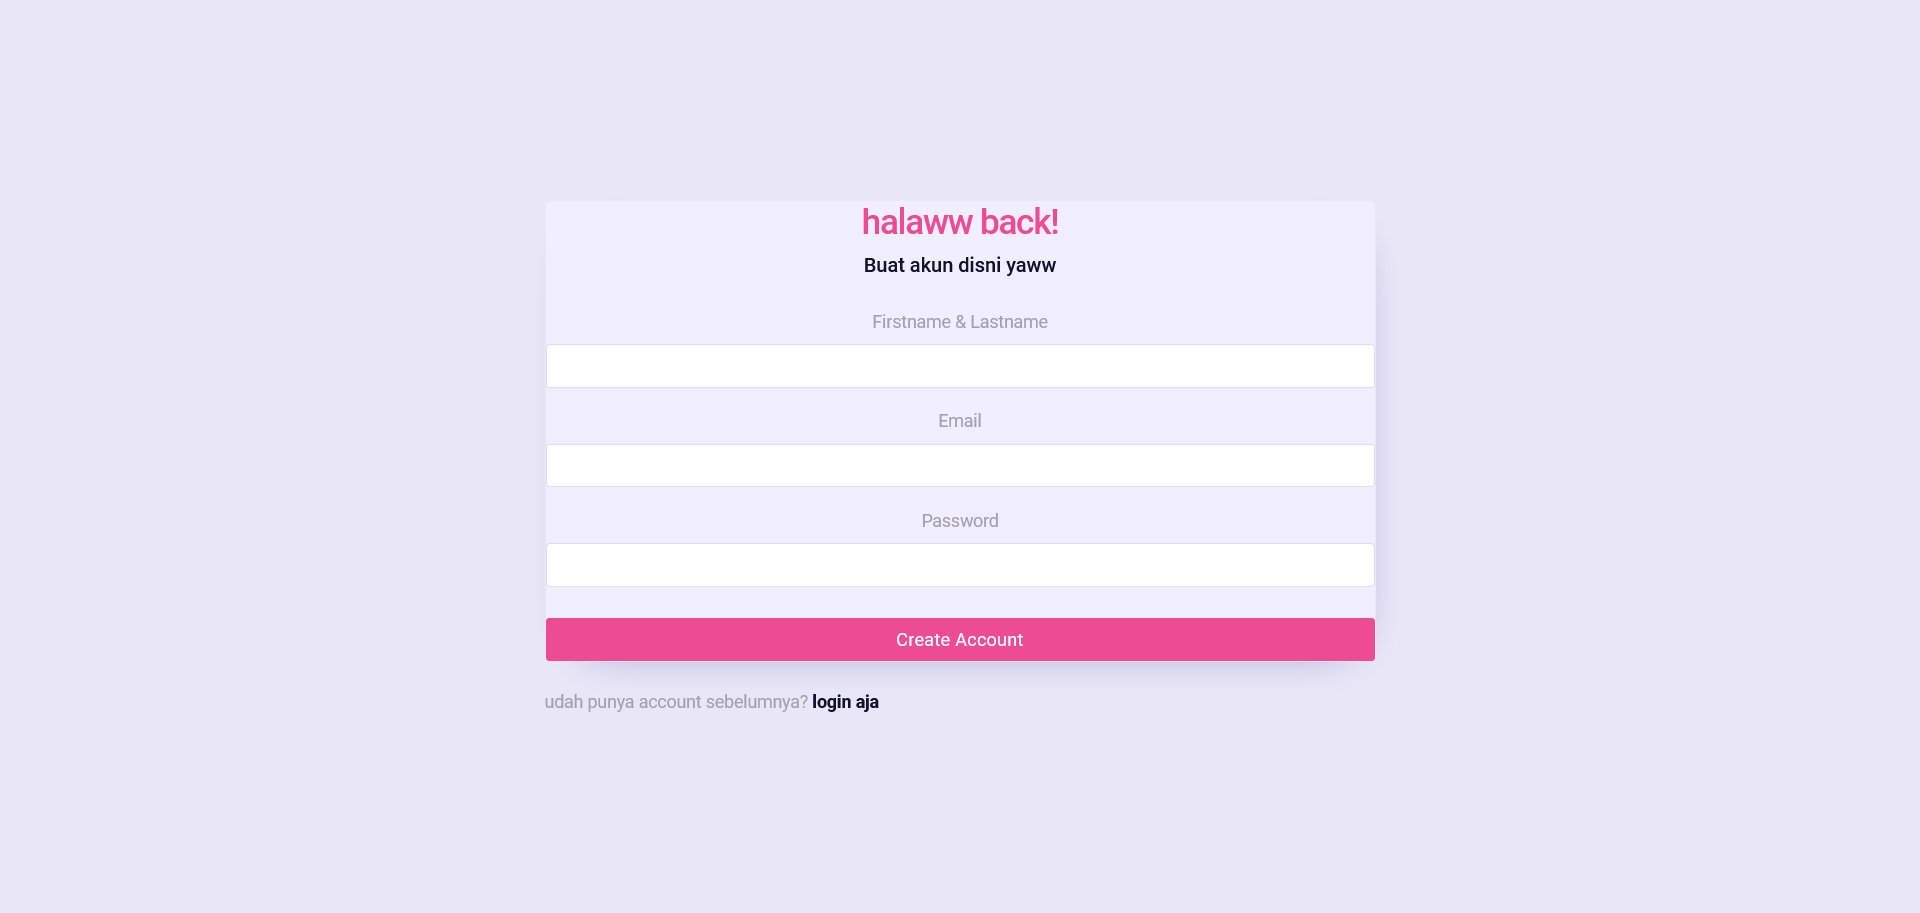 halaww back!
Buat akun disni yaww
Firstname & Lastname
Email
Password
Create Account
udah punya account sebelumnya? login aja